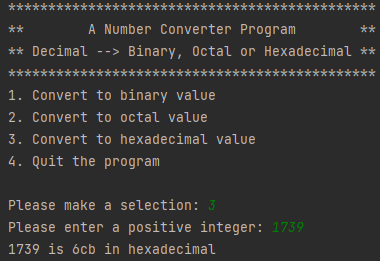 **********************************************
**        A Number Converter Program        **
** Decimal --> Binary, Octal or Hexadecimal **
**********************************************
1. Convert to binary value
2. Convert to octal value
3. Convert to hexadecimal value
4. Quit the program

Please make a selection: 3
Please enter a positive integer: 1739
1739 is 6cb in hexadecimal